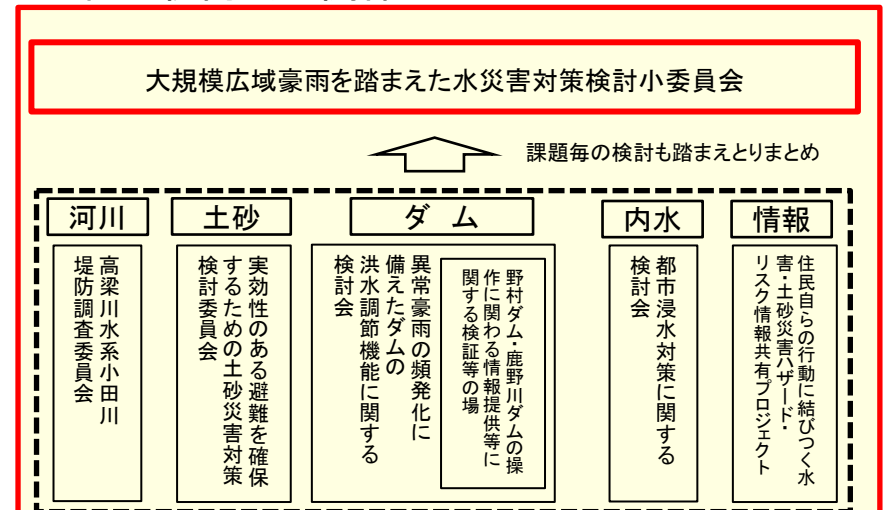 大規模広域豪雨を踏まえた水災害対策検討小委員会
課題毎の検討も踏まえとりまとめ
河川
高梁川水系小田川
堤防調査委員会
土砂
実効性のある避難を確保
するための土砂災害対策
検討委員会
ダム
異常豪雨の頻発化に
備えたダムの
洪水調節機能に関する
検討会
野村ダム・鹿野川ダムの操
作に関わる情報提供等に
関する検証等の場
内水
都市浸水対策に関する
検討会
情報
住民自らの行動に結びつく水
害・土砂災害ハザード・
リスク情報共有プロジェクト